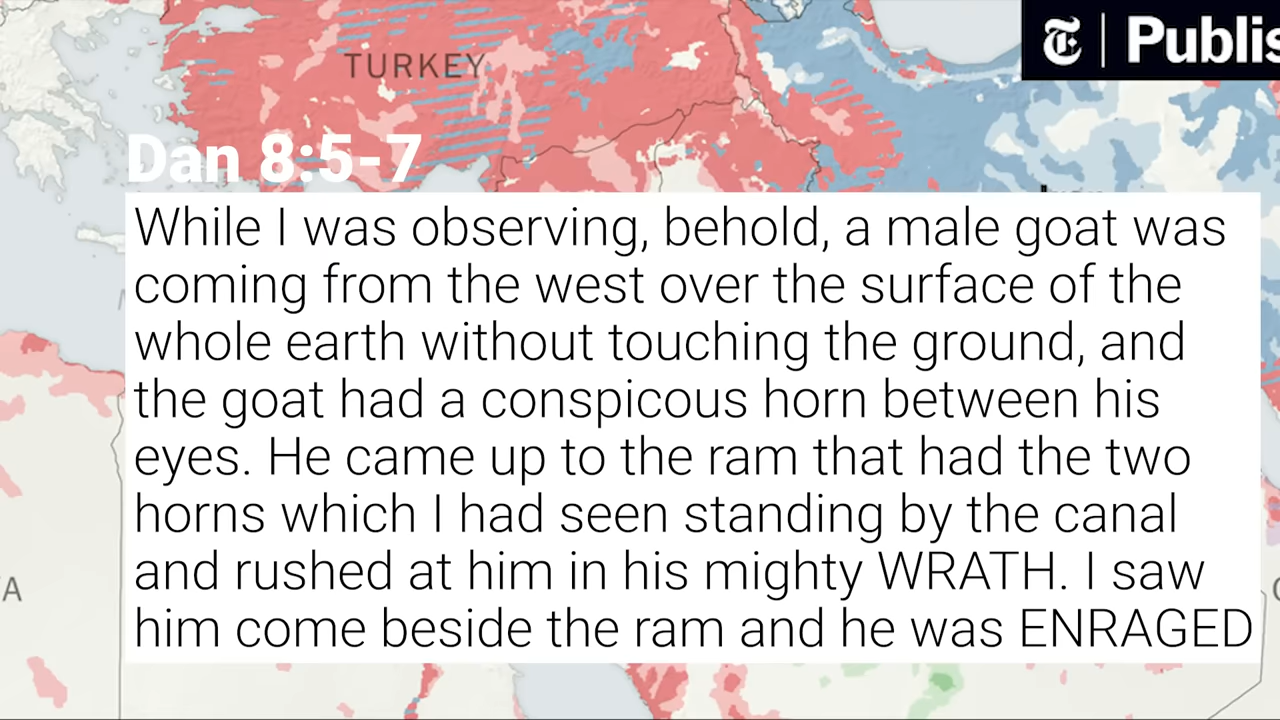 TURKEY
Publis
Dan 8:5-7
While I was observing, behold, a male goat was
coming from the west over the surface of the
whole earth without touching the ground, and
the goat had a conspicous horn between his
eyes. He came up to the ram that had the two
horns which I had seen standing by the canal
and rushed at him in his mighty WRATH. I saw
him come beside the ram and he was ENRAGED
A